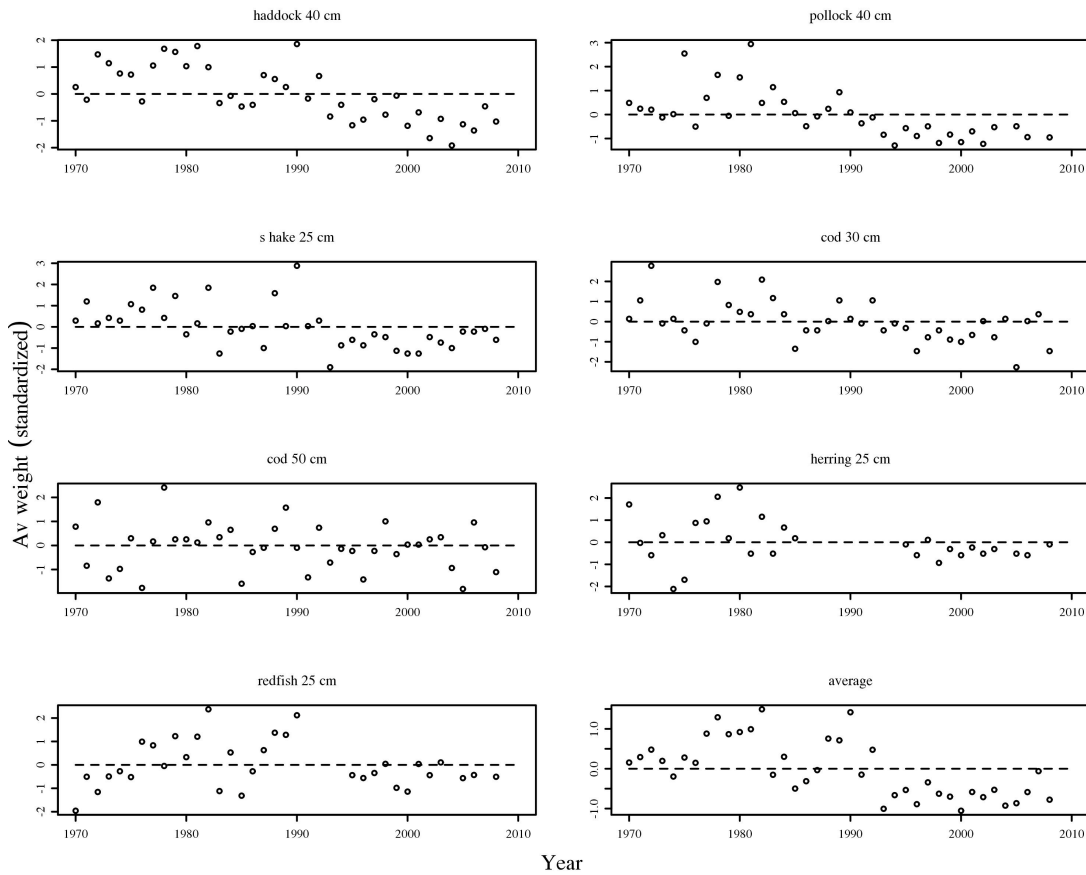 haddock 40 cm
2
1
0
-1
-2
1970 1980 1990 2000 2010
pollock 40 cm
3
2
1
0
-1
1970 1980 1990 2000 2010
s hake 25 cm
3
2
1
0
-1
-2
1970 1980 1990 2000 2010
cod 30 cm
2
1
0
-1
-2
1970 1980 1990 2000 2010
Av weight (standardized)
cod 50 cm
2
1
0
-1
1970 1980 1990 2000 2010
herring 25 cm
2
1
0
-1
-2
1970 1980 1990 2000 2010
redfish 25 cm
2
1
0
-1
-2
1970 1980 1990 2000 2010
average
1.0
0.0
-1.0
1970 1980 1990 2000 2010
Year